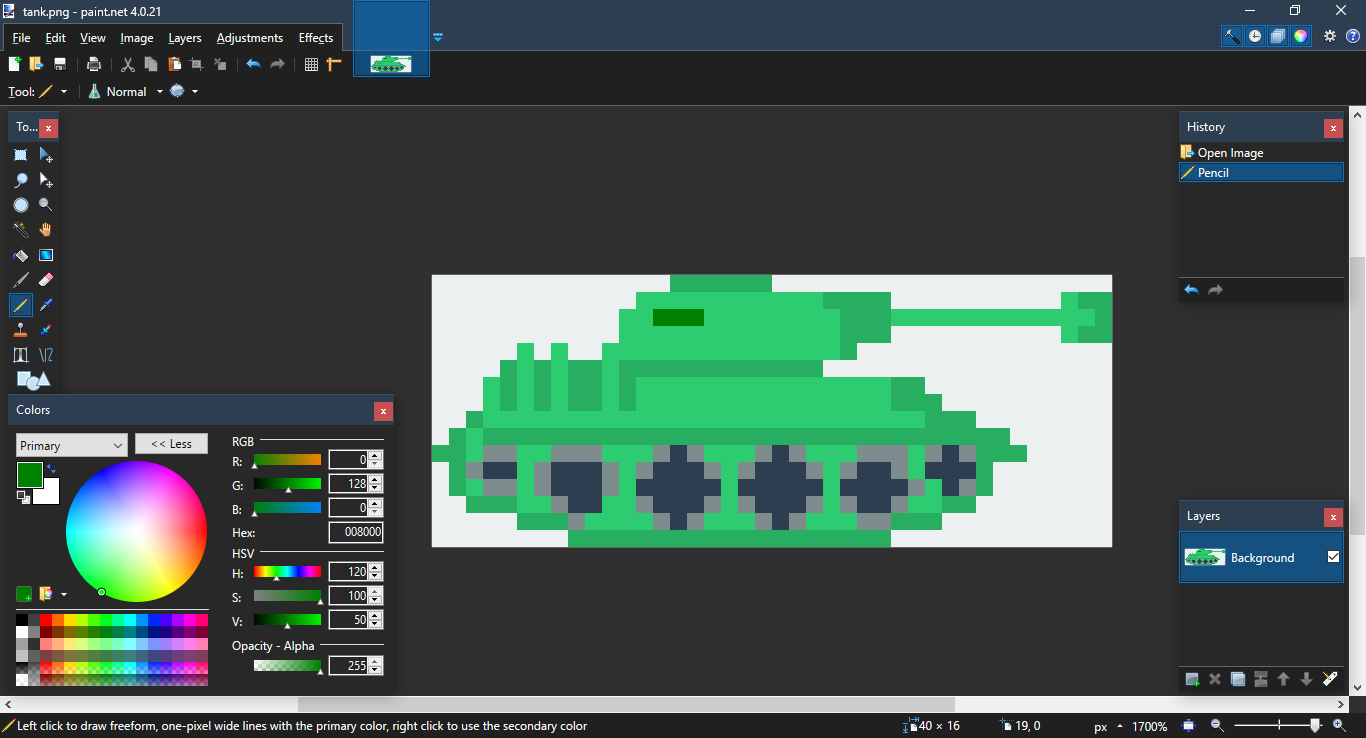 tank.png - paint.net 4.0.21
File Edit View Image Layers Adjustments Effects
Tool: Normal
To...
History
Open Image
Pencil
Colors
Primary
<< Less
RGB
R: 0
G: 128
B: 0
Hex: 008000
HSV
H: 120
S: 100
V: 50
Opacity - Alpha
255
Layers
Background
Left click to draw freeform, one-pixel wide lines with the primary color, right click to use the secondary color
40 × 16
19, 0
px
1700%